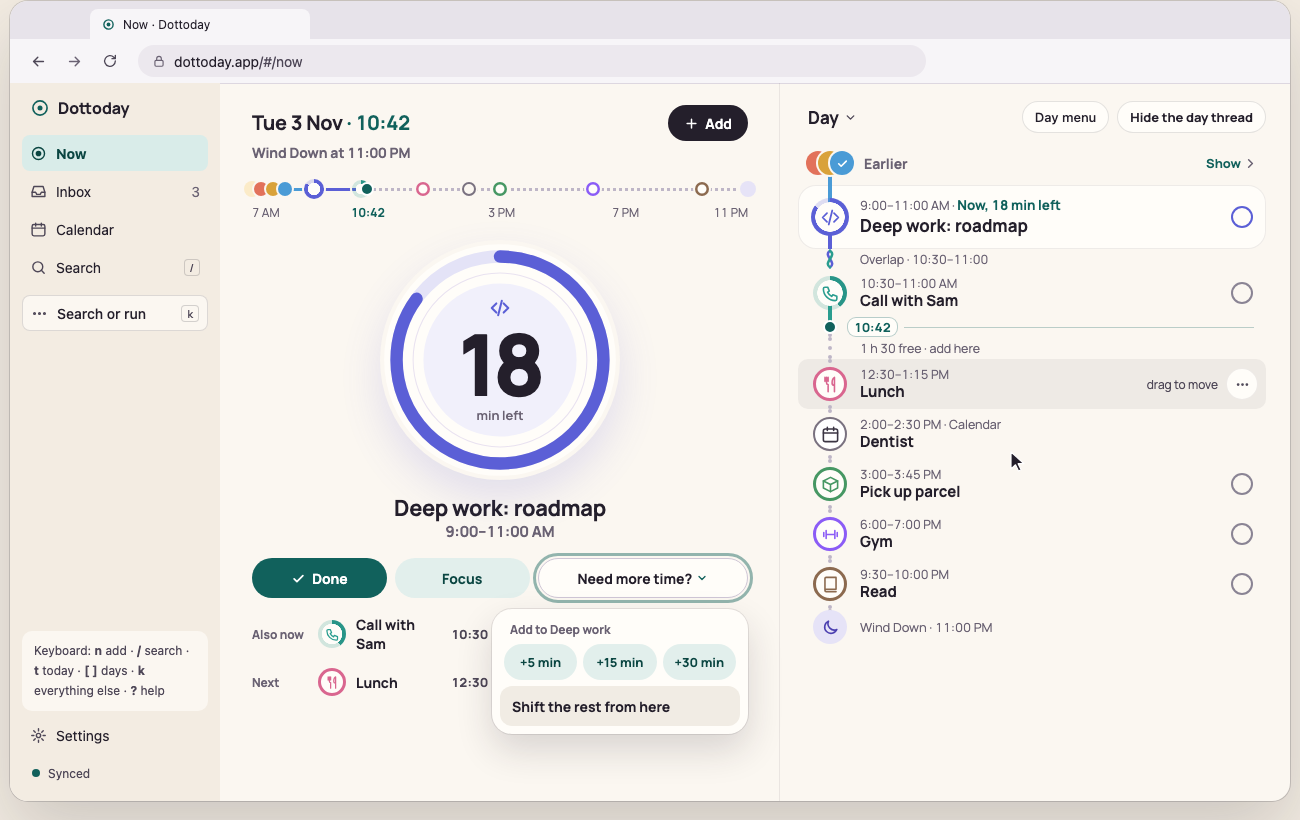 Now · Dottoday
dottoday.app/#/now
Dottoday
Now
Inbox 3
Calendar
Search /
Search or run k
Keyboard: n add · / search ·
t today · [ ] days · k
everything else · ? help
Settings
Synced
Tue 3 Nov · 10:42
Add
Wind Down at 11:00 PM
7 AM 10:42 3 PM 7 PM 11 PM
18
min left
Deep work: roadmap
9:00–11:00 AM
Done
Focus
Need more time?
Also now Call with Sam 10:30
Next Lunch 12:30
Add to Deep work
+5 min +15 min +30 min
Shift the rest from here
Day
Day menu
Hide the day thread
Earlier
Show
9:00–11:00 AM · Now, 18 min left
Deep work: roadmap
Overlap · 10:30–11:00
10:30–11:00 AM
Call with Sam
10:42
1 h 30 free · add here
12:30–1:15 PM
Lunch
drag to move
2:00–2:30 PM · Calendar
Dentist
3:00–3:45 PM
Pick up parcel
6:00–7:00 PM
Gym
9:30–10:00 PM
Read
Wind Down · 11:00 PM